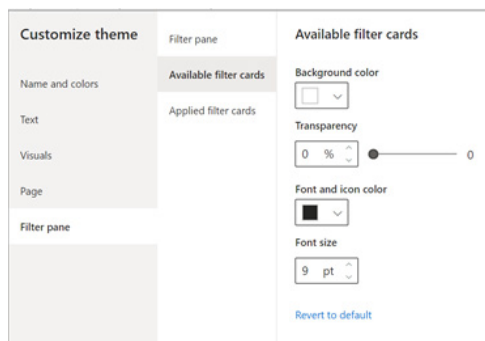 Customize theme
Name and colors
Text
Visuals
Page
Filter pane
Filter pane
Available filter cards
Applied filter cards
Available filter cards
Background color
Transparency
0 %
0
Font and icon color
Font size
9 pt
Revert to default